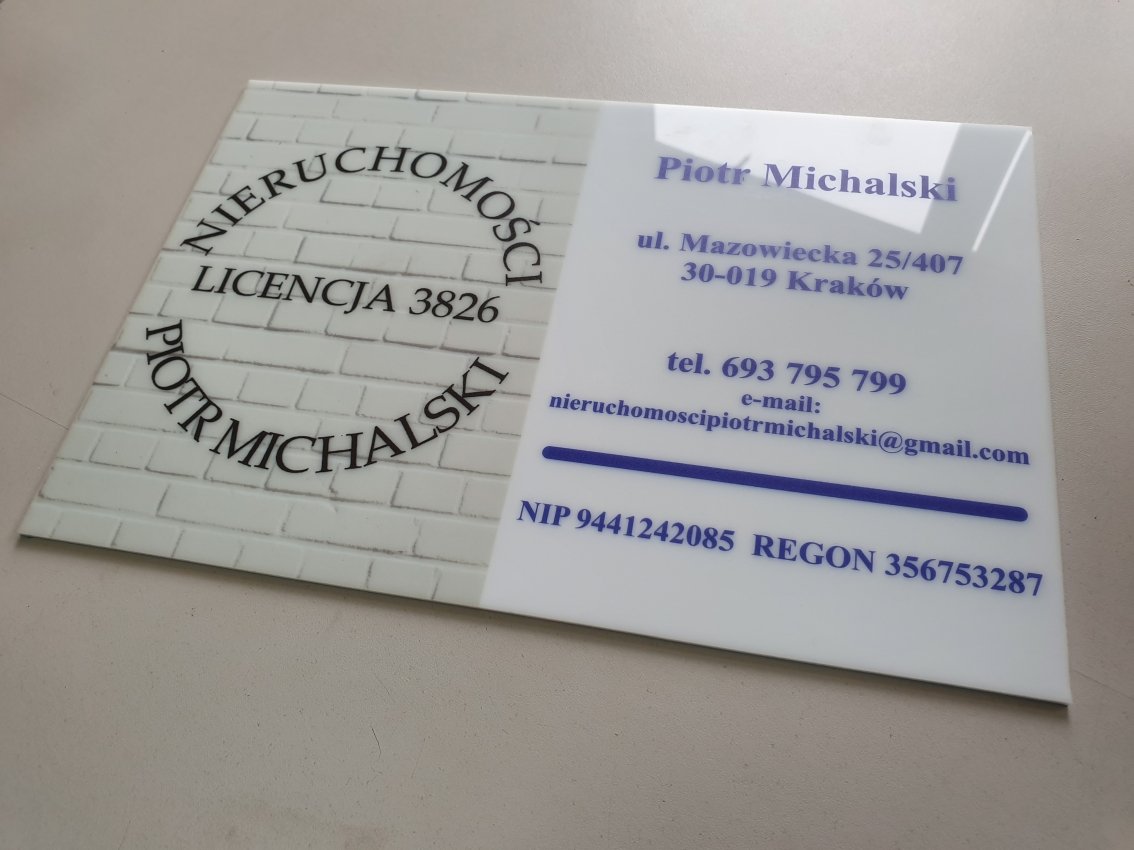 NIERUCHOMOŚCI
LICENCJA 3826
PIOTR MICHALSKI
Piotr Michalski
ul. Mazowiecka 25/407
30-019 Kraków
tel. 693 795 799
e-mail:
nieruchomoscipiotrmichalski@gmail.com
NIP 9441242085 REGON 356753287